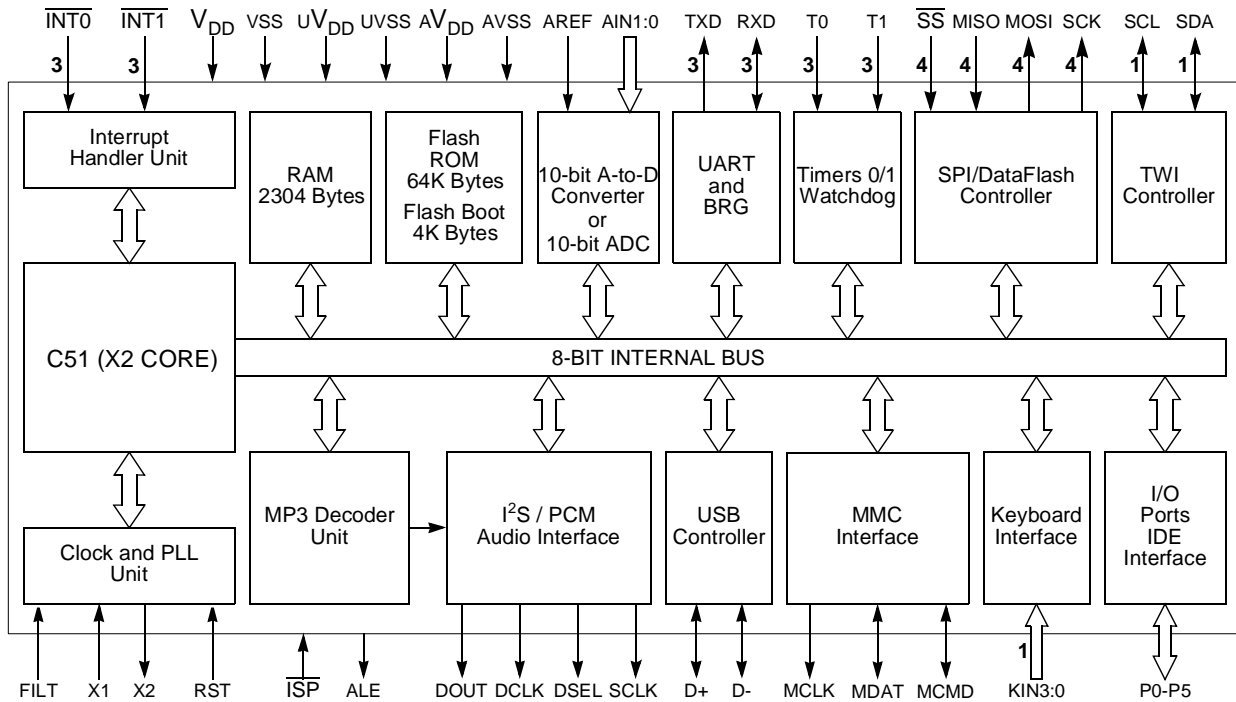 INT0 INT1 VDD VSS UVDD UVSS AVDD AVSS AREF AIN1:0 TXD RXD T0 T1 SS MISO MOSI SCK SCL SDA
3 3 3 3 3 3 4 4 4 4 1 1
Interrupt
Handler Unit
RAM
2304 Bytes
Flash
ROM
64K Bytes
Flash Boot
4K Bytes
10-bit A-to-D
Converter
or
10-bit ADC
UART
and
BRG
Timers 0/1
Watchdog
SPI/DataFlash
Controller
TWI
Controller
C51 (X2 CORE)
8-BIT INTERNAL BUS
Clock and PLL
Unit
MP3 Decoder
Unit
I²S / PCM
Audio Interface
USB
Controller
MMC
Interface
Keyboard
Interface
I/O
Ports
IDE
Interface
1
FILT X1 X2 RST ISP ALE DOUT DCLK DSEL SCLK D+ D- MCLK MDAT MCMD KIN3:0 P0-P5